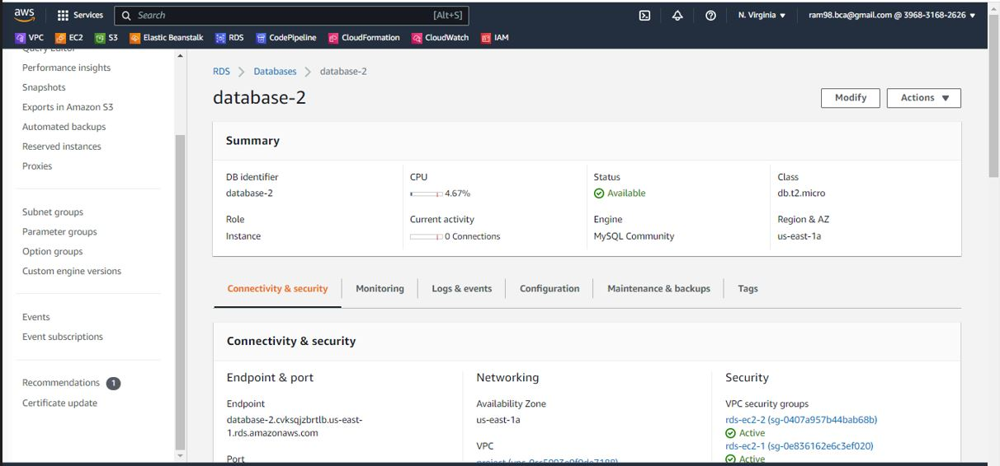 aws
Services
Search [Alt+S]
N. Virginia
ram98.bca@gmail.com @ 3968-3168-2626
VPC EC2 S3 Elastic Beanstalk RDS CodePipeline CloudFormation CloudWatch IAM
Query Editor
Performance insights
Snapshots
Exports in Amazon S3
Automated backups
Reserved instances
Proxies
Subnet groups
Parameter groups
Option groups
Custom engine versions
Events
Event subscriptions
Recommendations 1
Certificate update
RDS Databases database-2
database-2
Modify
Actions
Summary
DB identifier
database-2
CPU
4.67%
Status
Available
Class
db.t2.micro
Role
Instance
Current activity
0 Connections
Engine
MySQL Community
Region & AZ
us-east-1a
Connectivity & security
Monitoring
Logs & events
Configuration
Maintenance & backups
Tags
Connectivity & security
Endpoint & port
Endpoint
database-2.cvksqjzbrtlb.us-east-
1.rds.amazonaws.com
Port
Networking
Availability Zone
us-east-1a
VPC
Security
VPC security groups
rds-ec2-2 (sg-0407a957b44bab68b)
Active
rds-ec2-1 (sg-0e836162e6c3ef020)
Active